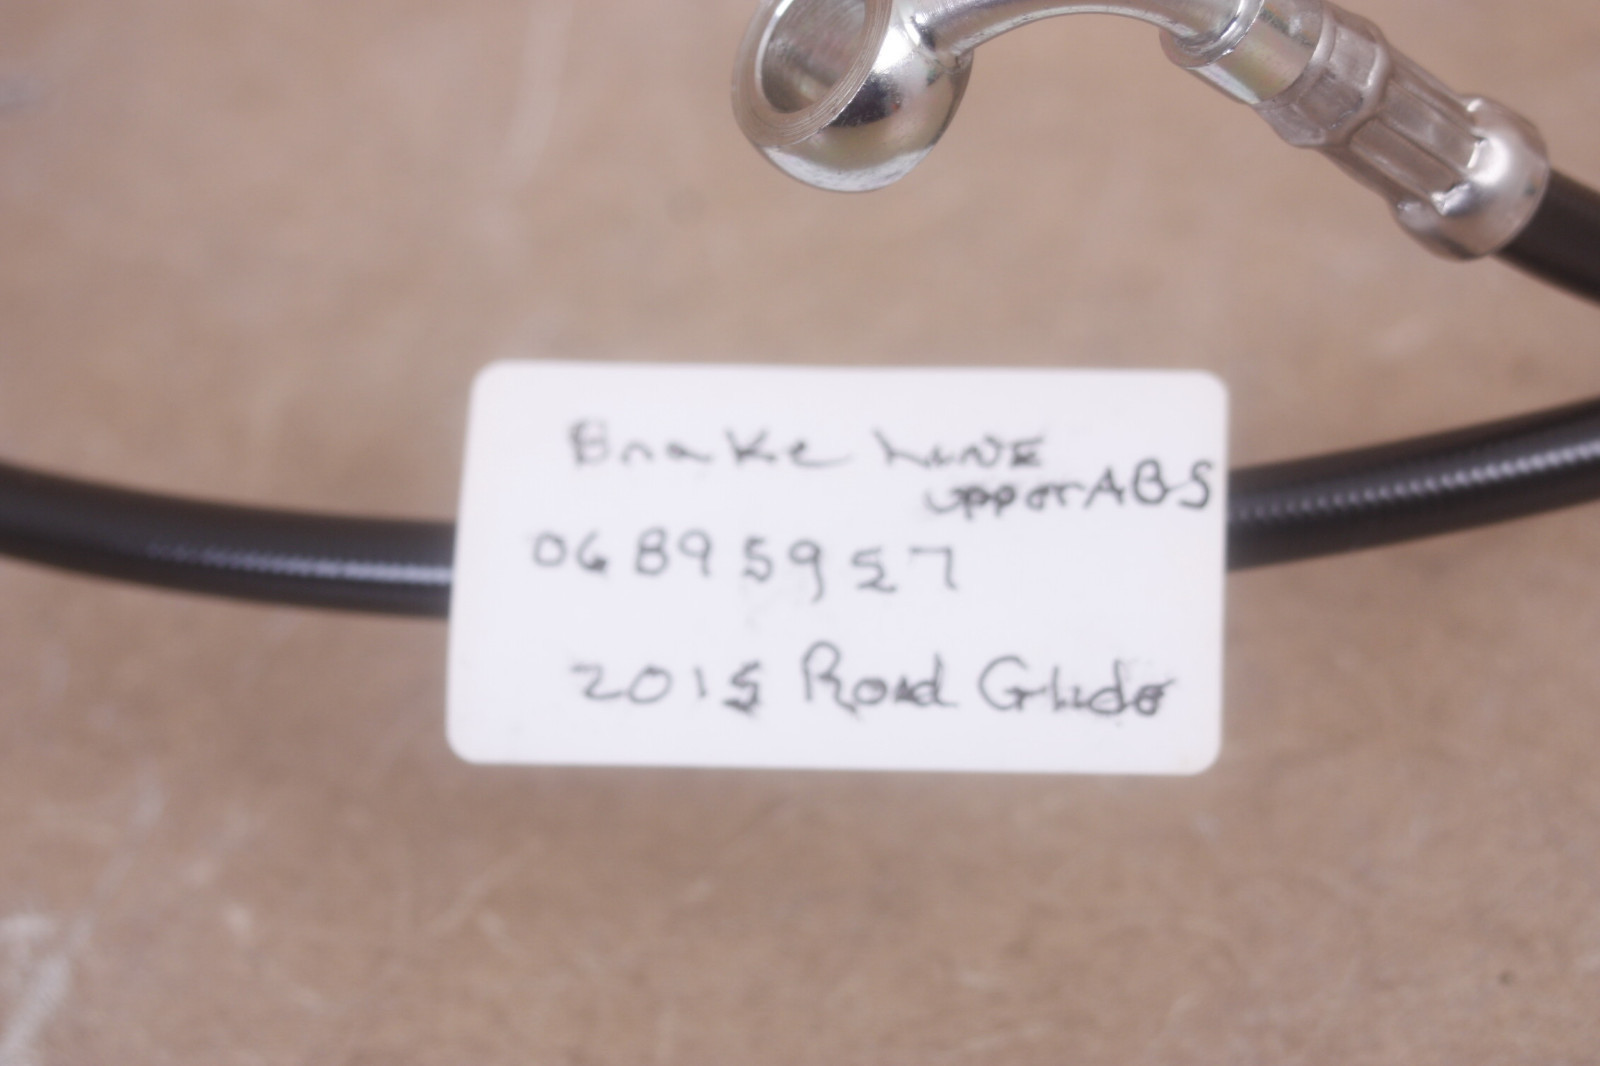 Brake LINE
upper ABS
06895957
2015 Road Glide